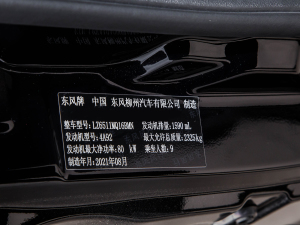 东风牌 中国 东风柳州汽车有限公司 制造
整车型号: LZ6511MQ16BMN 发动机排量: 1590 mL
发动机型号: 4A92 最大允许总质量: 2325kg
发动机最大净功率: 80 kW 乘坐人数: 9
制造年月: 2021年08月